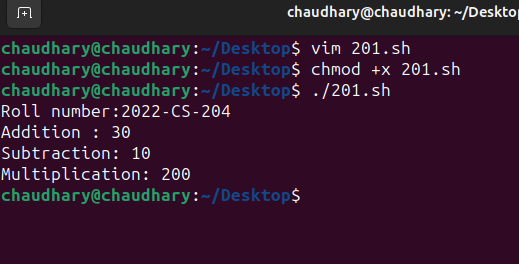 chaudhary@chaudhary: ~/Deskto
chaudhary@chaudhary:~/Desktop$ vim 201.sh
chaudhary@chaudhary:~/Desktop$ chmod +x 201.sh
chaudhary@chaudhary:~/Desktop$ ./201.sh
Roll number:2022-CS-204
Addition : 30
Subtraction: 10
Multiplication: 200
chaudhary@chaudhary:~/Desktop$